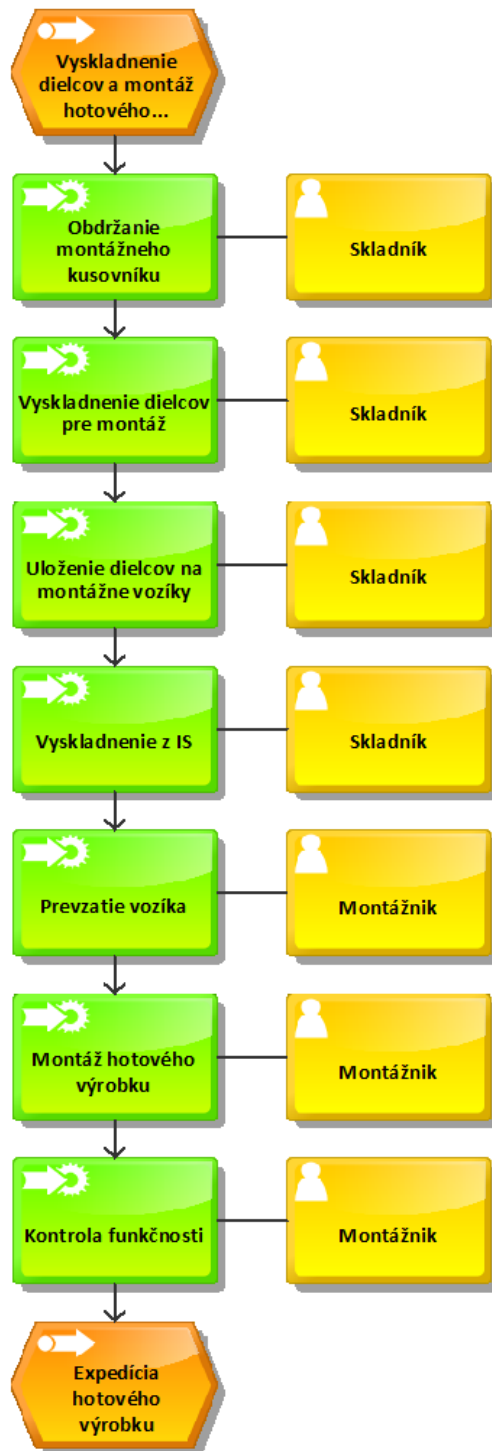 Vyskladnenie
dielcov a montáž
hotového...
Obdržanie
montážneho
kusovníku
Skladník
Vyskladnenie dielcov
pre montáž
Skladník
Uloženie dielcov na
montážne vozíky
Skladník
Vyskladnenie z IS
Skladník
Prevzatie vozíka
Montážnik
Montáž hotového
výrobku
Montážnik
Kontrola funkčnosti
Montážnik
Expedícia
hotového
výrobku